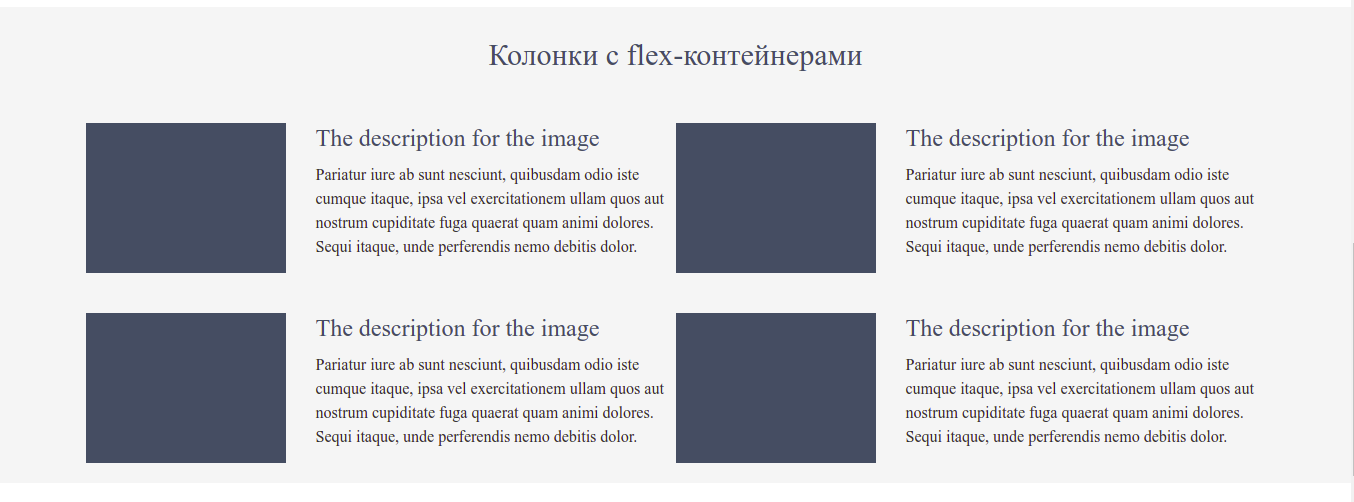 Колонки с flex-контейнерами
The description for the image
Pariatur iure ab sunt nesciunt, quibusdam odio iste
cumque itaque, ipsa vel exercitationem ullam quos aut
nostrum cupiditate fuga quaerat quam animi dolores.
Sequi itaque, unde perferendis nemo debitis dolor.
The description for the image
Pariatur iure ab sunt nesciunt, quibusdam odio iste
cumque itaque, ipsa vel exercitationem ullam quos aut
nostrum cupiditate fuga quaerat quam animi dolores.
Sequi itaque, unde perferendis nemo debitis dolor.
The description for the image
Pariatur iure ab sunt nesciunt, quibusdam odio iste
cumque itaque, ipsa vel exercitationem ullam quos aut
nostrum cupiditate fuga quaerat quam animi dolores.
Sequi itaque, unde perferendis nemo debitis dolor.
The description for the image
Pariatur iure ab sunt nesciunt, quibusdam odio iste
cumque itaque, ipsa vel exercitationem ullam quos aut
nostrum cupiditate fuga quaerat quam animi dolores.
Sequi itaque, unde perferendis nemo debitis dolor.